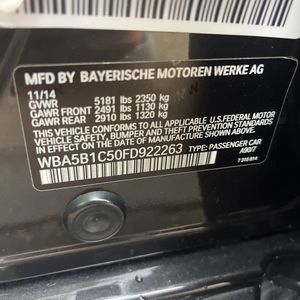 MFD BY BAYERISCHE MOTOREN WERKE AG
11/14
GVWR 5181 lbs 2350 kg
GAWR FRONT 2491 lbs 1130 kg
GAWR REAR 2910 lbs 1320 kg
THIS VEHICLE CONFORMS TO ALL APPLICABLE U.S. FEDERAL MOTOR
VEHICLE SAFETY, BUMPER, AND THEFT PREVENTION STANDARDS
IN EFFECT ON THE DATE OF MANUFACTURE SHOWN ABOVE.
WBA5B1C50FD922263 TYPE: PASSENGER CAR
A90/7